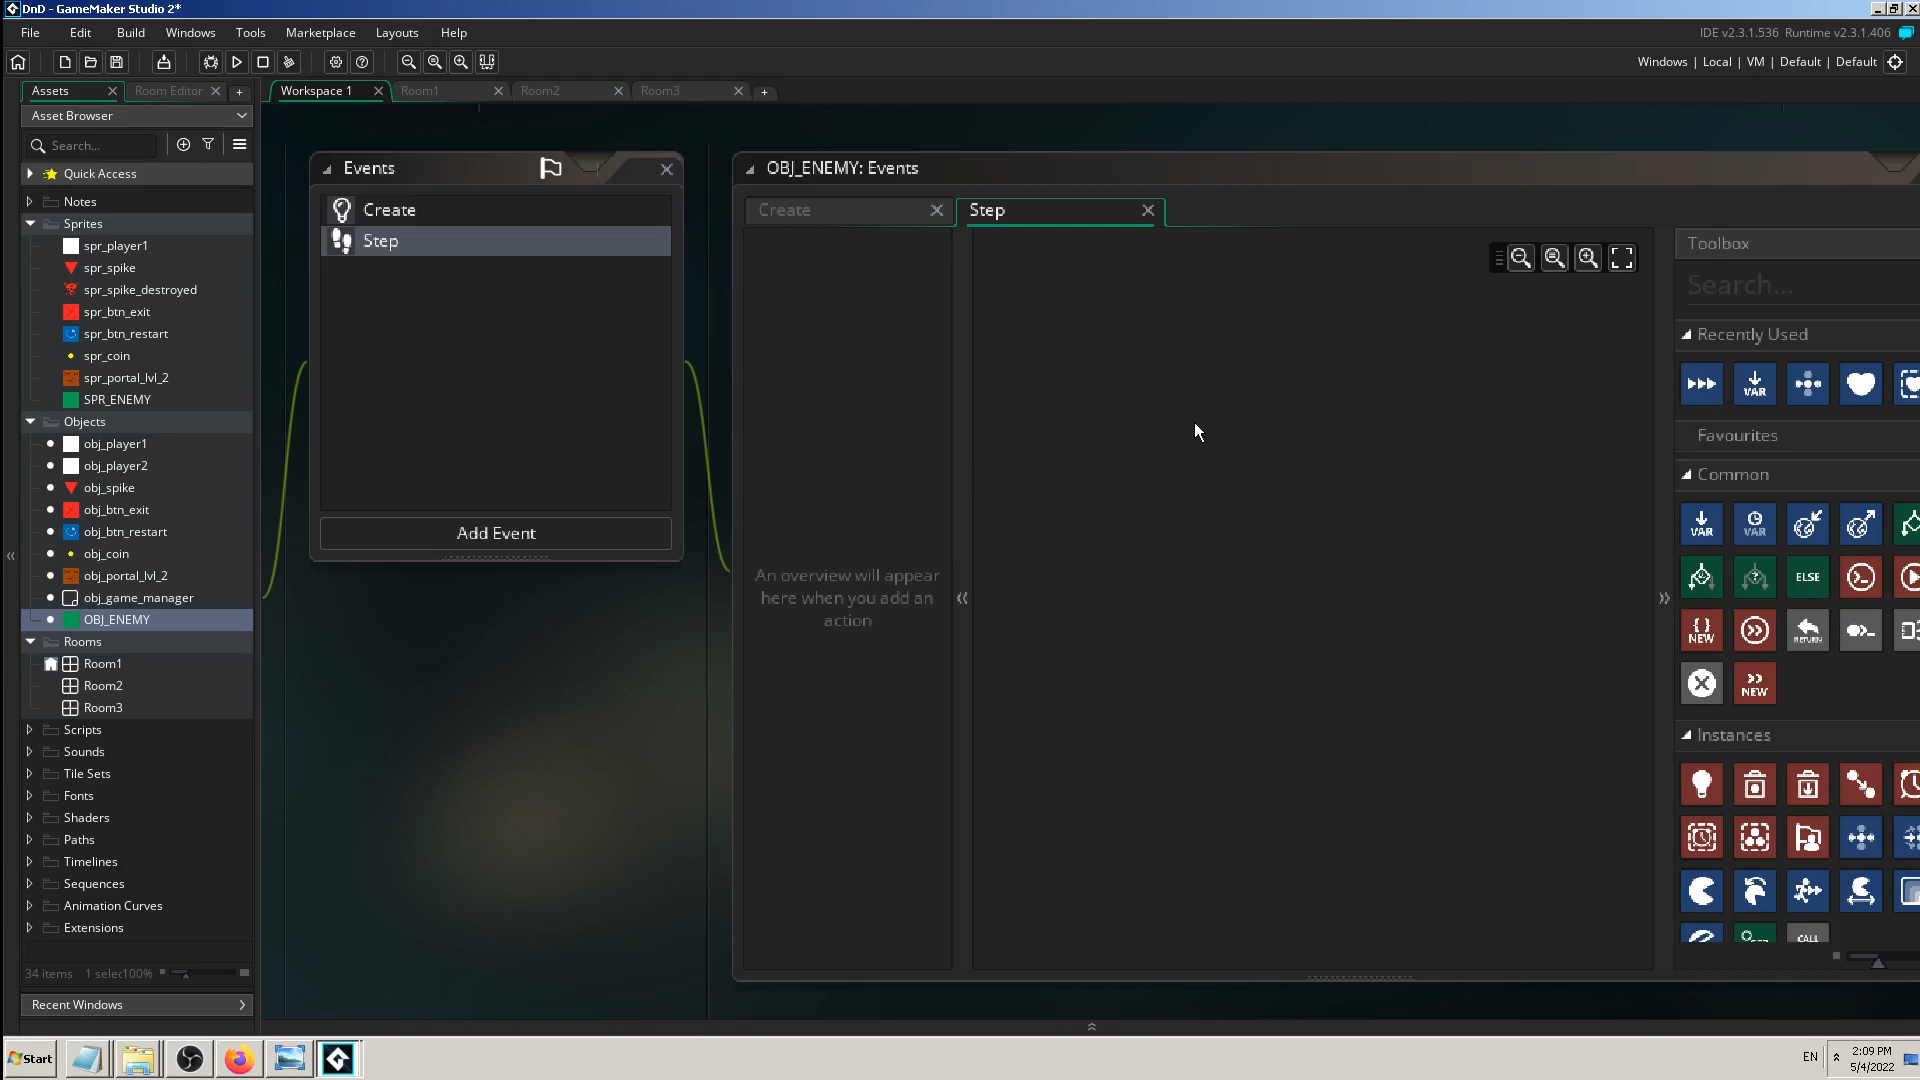 DnD - GameMaker Studio 2*
File Edit Build Windows Tools Marketplace Layouts Help
IDE v2.3.1.536 Runtime v2.3.1.406
Windows | Local | VM | Default | Default
Assets
Room Editor
Workspace 1
Room1
Room2
Room3
Asset Browser
Search...
Quick Access
Notes
Sprites
spr_player1
spr_spike
spr_spike_destroyed
spr_btn_exit
spr_btn_restart
spr_coin
spr_portal_lvl_2
SPR_ENEMY
Objects
obj_player1
obj_player2
obj_spike
obj_btn_exit
obj_btn_restart
obj_coin
obj_portal_lvl_2
obj_game_manager
OBJ_ENEMY
Rooms
Room1
Room2
Room3
Scripts
Sounds
Tile Sets
Fonts
Shaders
Paths
Timelines
Sequences
Animation Curves
Extensions
34 items 1 selec100%
Recent Windows
Events
Create
Step
Add Event
OBJ_ENEMY: Events
Create
Step
An overview will appear
here when you add an
action
Toolbox
Search...
Recently Used
VAR
Favourites
Common
VAR
VAR
ELSE
NEW
RETURN
NEW
Instances
CALL
Start
EN
2:09 PM
5/4/2022